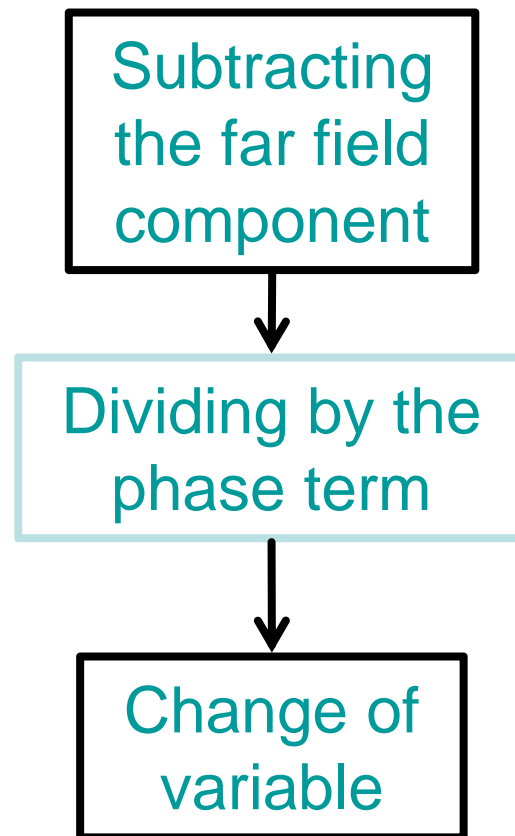 Subtracting
the far field
component
Dividing by the
phase term
Change of
variable